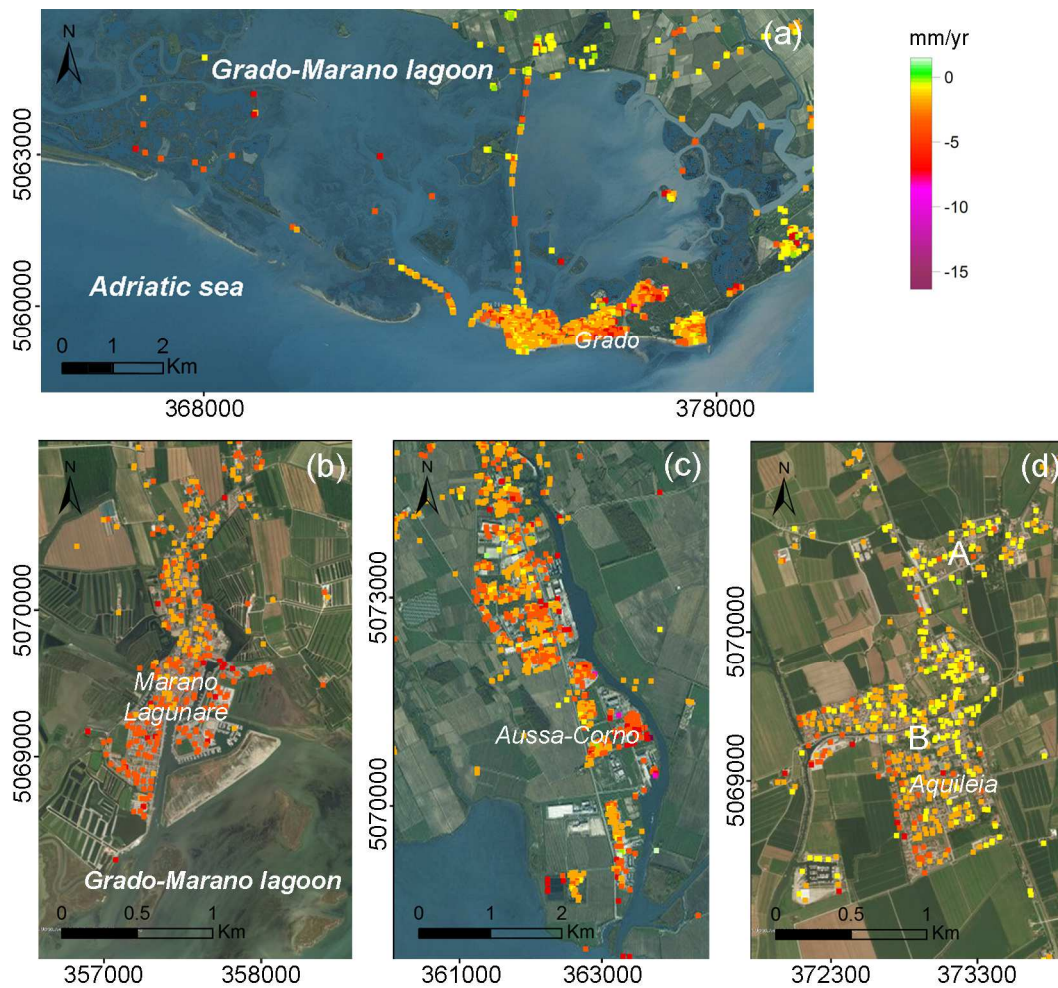 (a)
N
Grado-Marano lagoon
Adriatic sea
Grado
0 1 2
Km
5063000
5060000
368000 378000
mm/yr
0
-5
-10
-15
(b)
N
Marano
Lagunare
Grado-Marano lagoon
0 0.5 1
Km
5070000
5069000
357000 358000
(c)
N
Aussa-Corno
0 2
Km
5073000
5070000
361000 363000
(d)
N
A
B
Aquileia
0 0.5 1
Km
5070000
5069000
372300 373300